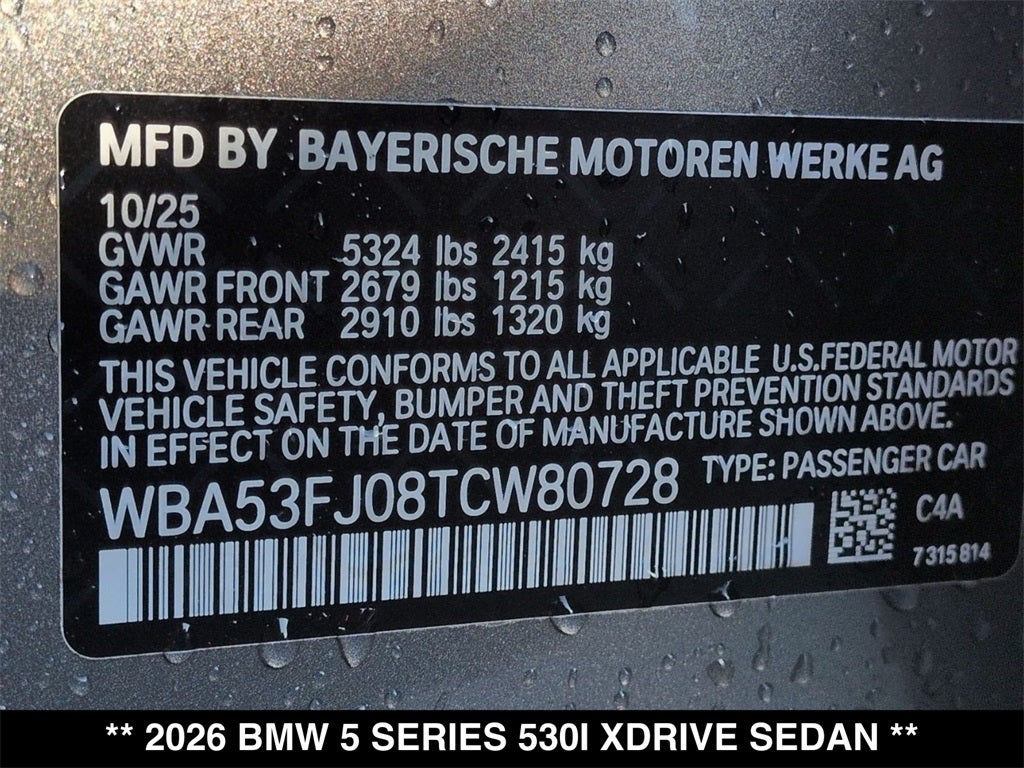 MFD BY BAYERISCHE MOTOREN WERKE AG
10/25
GVWR 5324 lbs 2415 kg
GAWR FRONT 2679 lbs 1215 kg
GAWR REAR 2910 lbs 1320 kg
THIS VEHICLE CONFORMS TO ALL APPLICABLE U.S.FEDERAL MOTOR
VEHICLE SAFETY, BUMPER AND THEFT PREVENTION STANDARDS
IN EFFECT ON THE DATE OF MANUFACTURE SHOWN ABOVE.
WBA53FJ08TCW80728 TYPE: PASSENGER CAR
C4A
7315814
** 2026 BMW 5 SERIES 530I XDRIVE SEDAN **